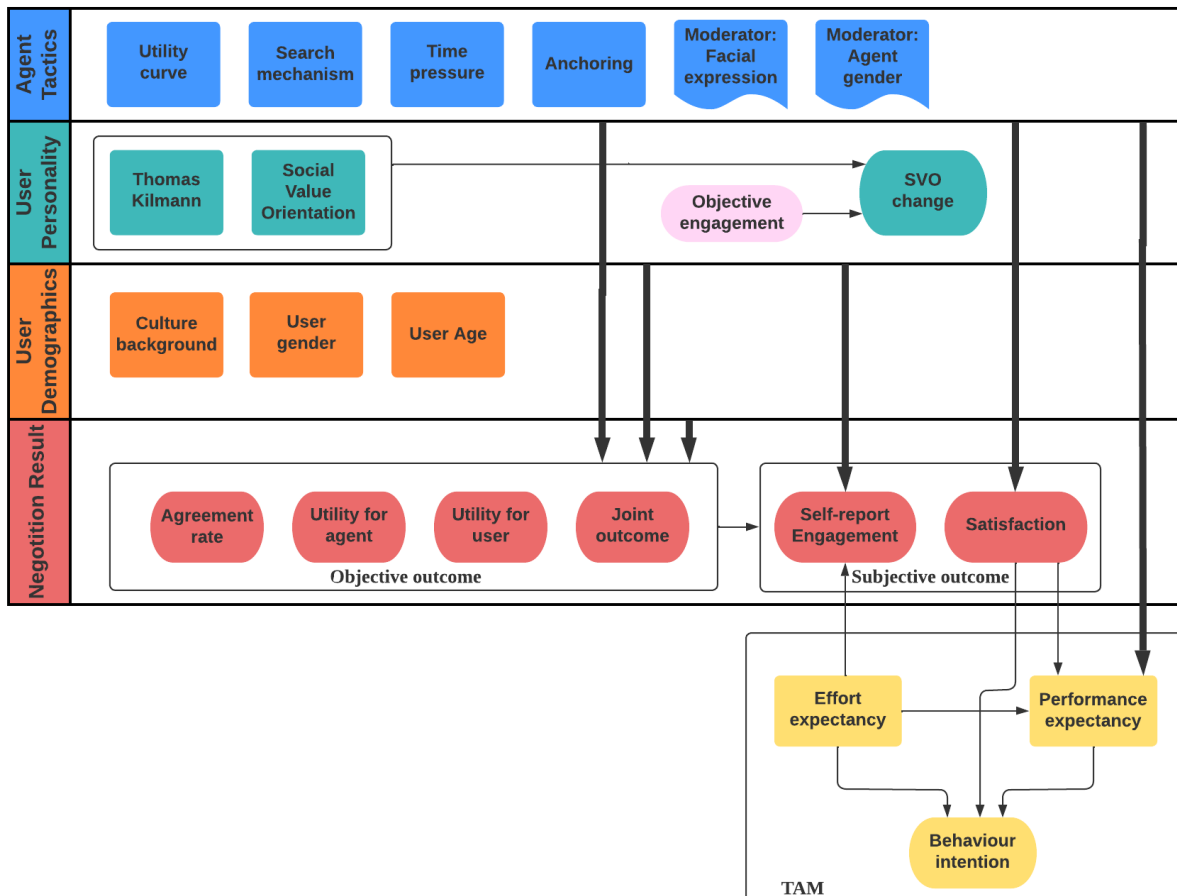 Agent
Tactics
Utility
curve
Search
mechanism
Time
pressure
Anchoring
Moderator:
Facial
expression
Moderator:
Agent
gender
User
Personality
Thomas
Kilmann
Social
Value
Orientation
Objective
engagement
SVO
change
User
Demographics
Culture
background
User
gender
User Age
Negotition Result
Agreement
rate
Utility for
agent
Utility for
user
Joint
outcome
Objective outcome
Self-report
Engagement
Satisfaction
Subjective outcome
Effort
expectancy
Performance
expectancy
Behaviour
intention
TAM